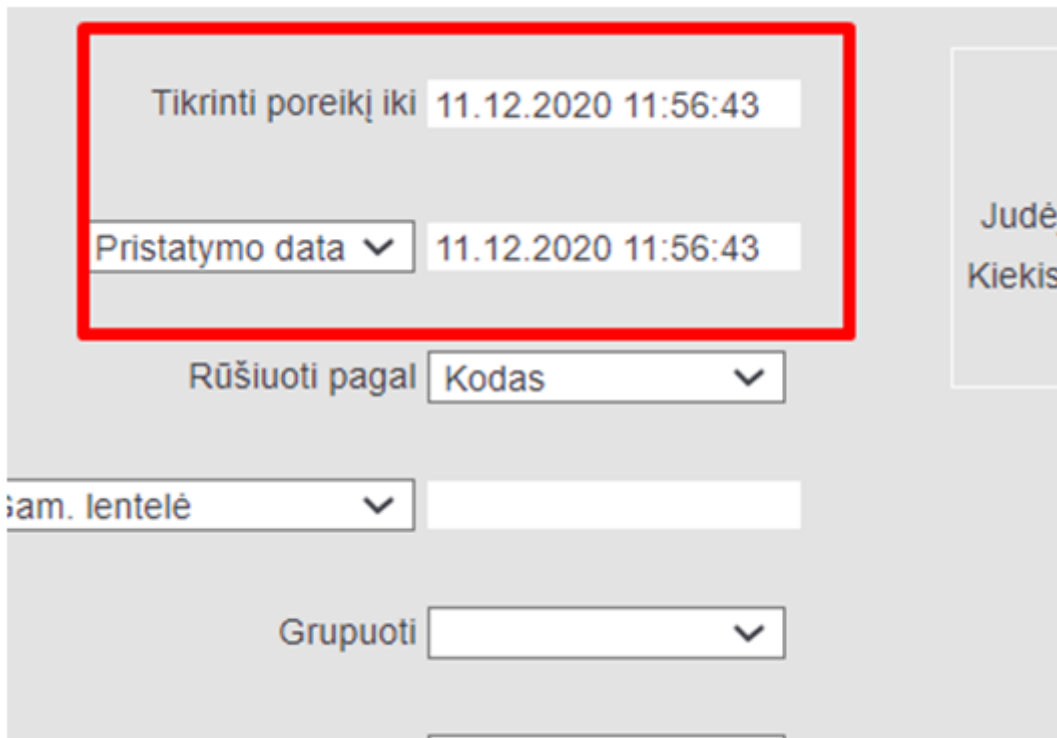 Tikrinti poreikį iki 11.12.2020 11:56:43
Pristatymo data 11.12.2020 11:56:43
Rūšiuoti pagal Kodas
lentelė
Grupuoti
Kiekis